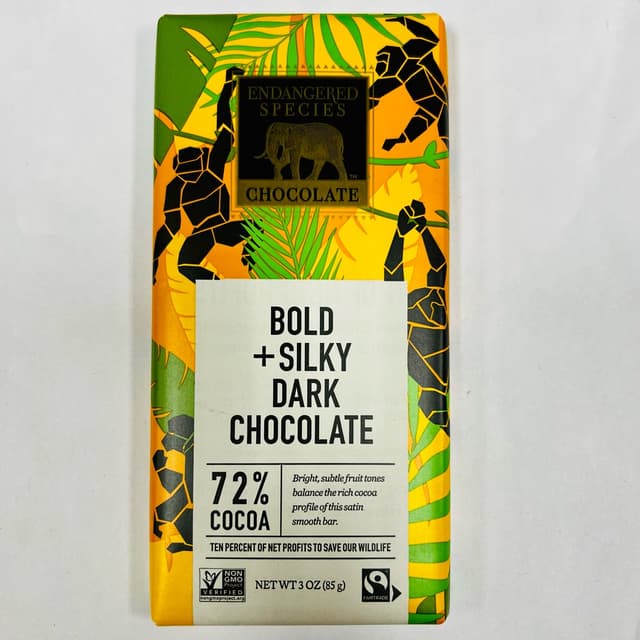 ENDANGERED
SPECIES
TM
CHOCOLATE
BOLD
+SILKY
DARK
CHOCOLATE
72%
COCOA
Bright, subtle fruit tones
balance the rich cocoa
profile of this satin
smooth bar.
TEN PERCENT OF NET PROFITS TO SAVE OUR WILDLIFE
NON
GMO
Project
VERIFIED
nongmoproject.org
NET WT 3 OZ (85 g)
FAIRTRADE